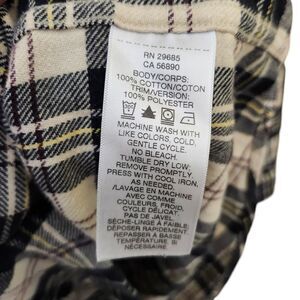 RN 29685
CA 56890
BODY/CORPS:
100% COTTON/COTON
TRIM/VERSION:
100% POLYESTER
MACHINE WASH WITH
LIKE COLORS, COLD,
GENTLE CYCLE.
NO BLEACH.
TUMBLE DRY LOW;
REMOVE PROMPTLY.
PRESS WITH COOL IRON,
AS NEEDED.
/LAVAGE EN MACHINE
AVEC COMME
COULEURS, FROID,
CYCLE DÉLICAT.
PAS DE JAVEL.
SÈCHE-LINGE À FAIBLE;
DÉPOSER RAPIDEMENT.
REPASSER À BASSE
TEMPÉRATURE, SI
NÉCESSAIRE